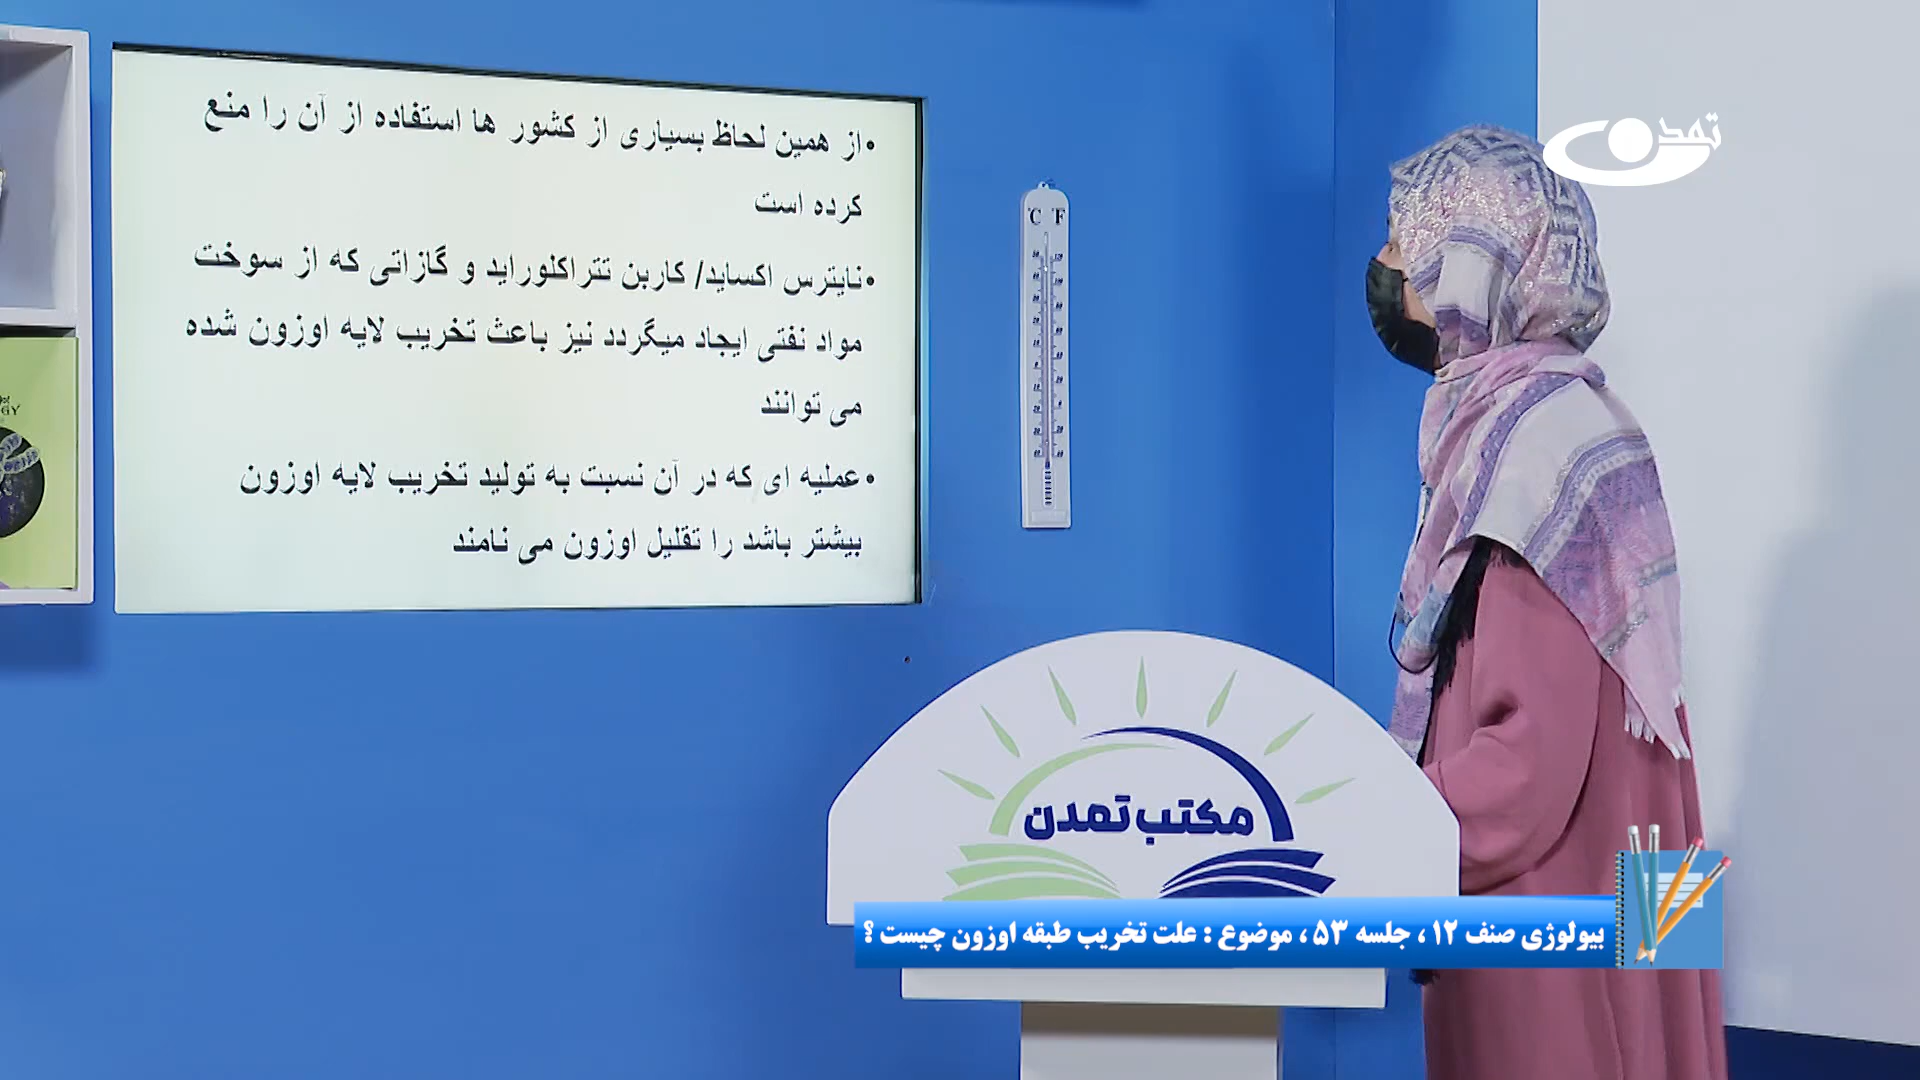 •از همین لحاظ بسیاری از کشور ها استفاده از آن را منع
کرده است
•نایترس اکساید/ کاربن تتراکلوراید و گازاتی که از سوخت
مواد نفتی ایجاد میگردد نیز باعث تخریب لایه اوزون شده
می توانند
•عملیه ای که در آن نسبت به تولید تخریب لایه اوزون
بیشتر باشد را تقلیل اوزون می نامند
تمدن
°C °F
مکتب تمدن
بیولوژی صنف ۱۲ ، جلسه ۵۳ ، موضوع : علت تخریب طبقه اوزون چیست ؟